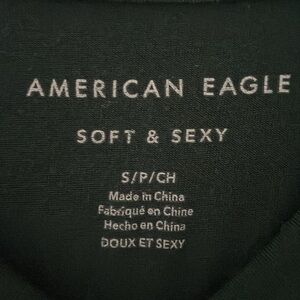 AMERICAN EAGLE
SOFT & SEXY
S/P/CH
Made in China
Fabriqué en Chine
Hecho en China
DOUX ET SEXY